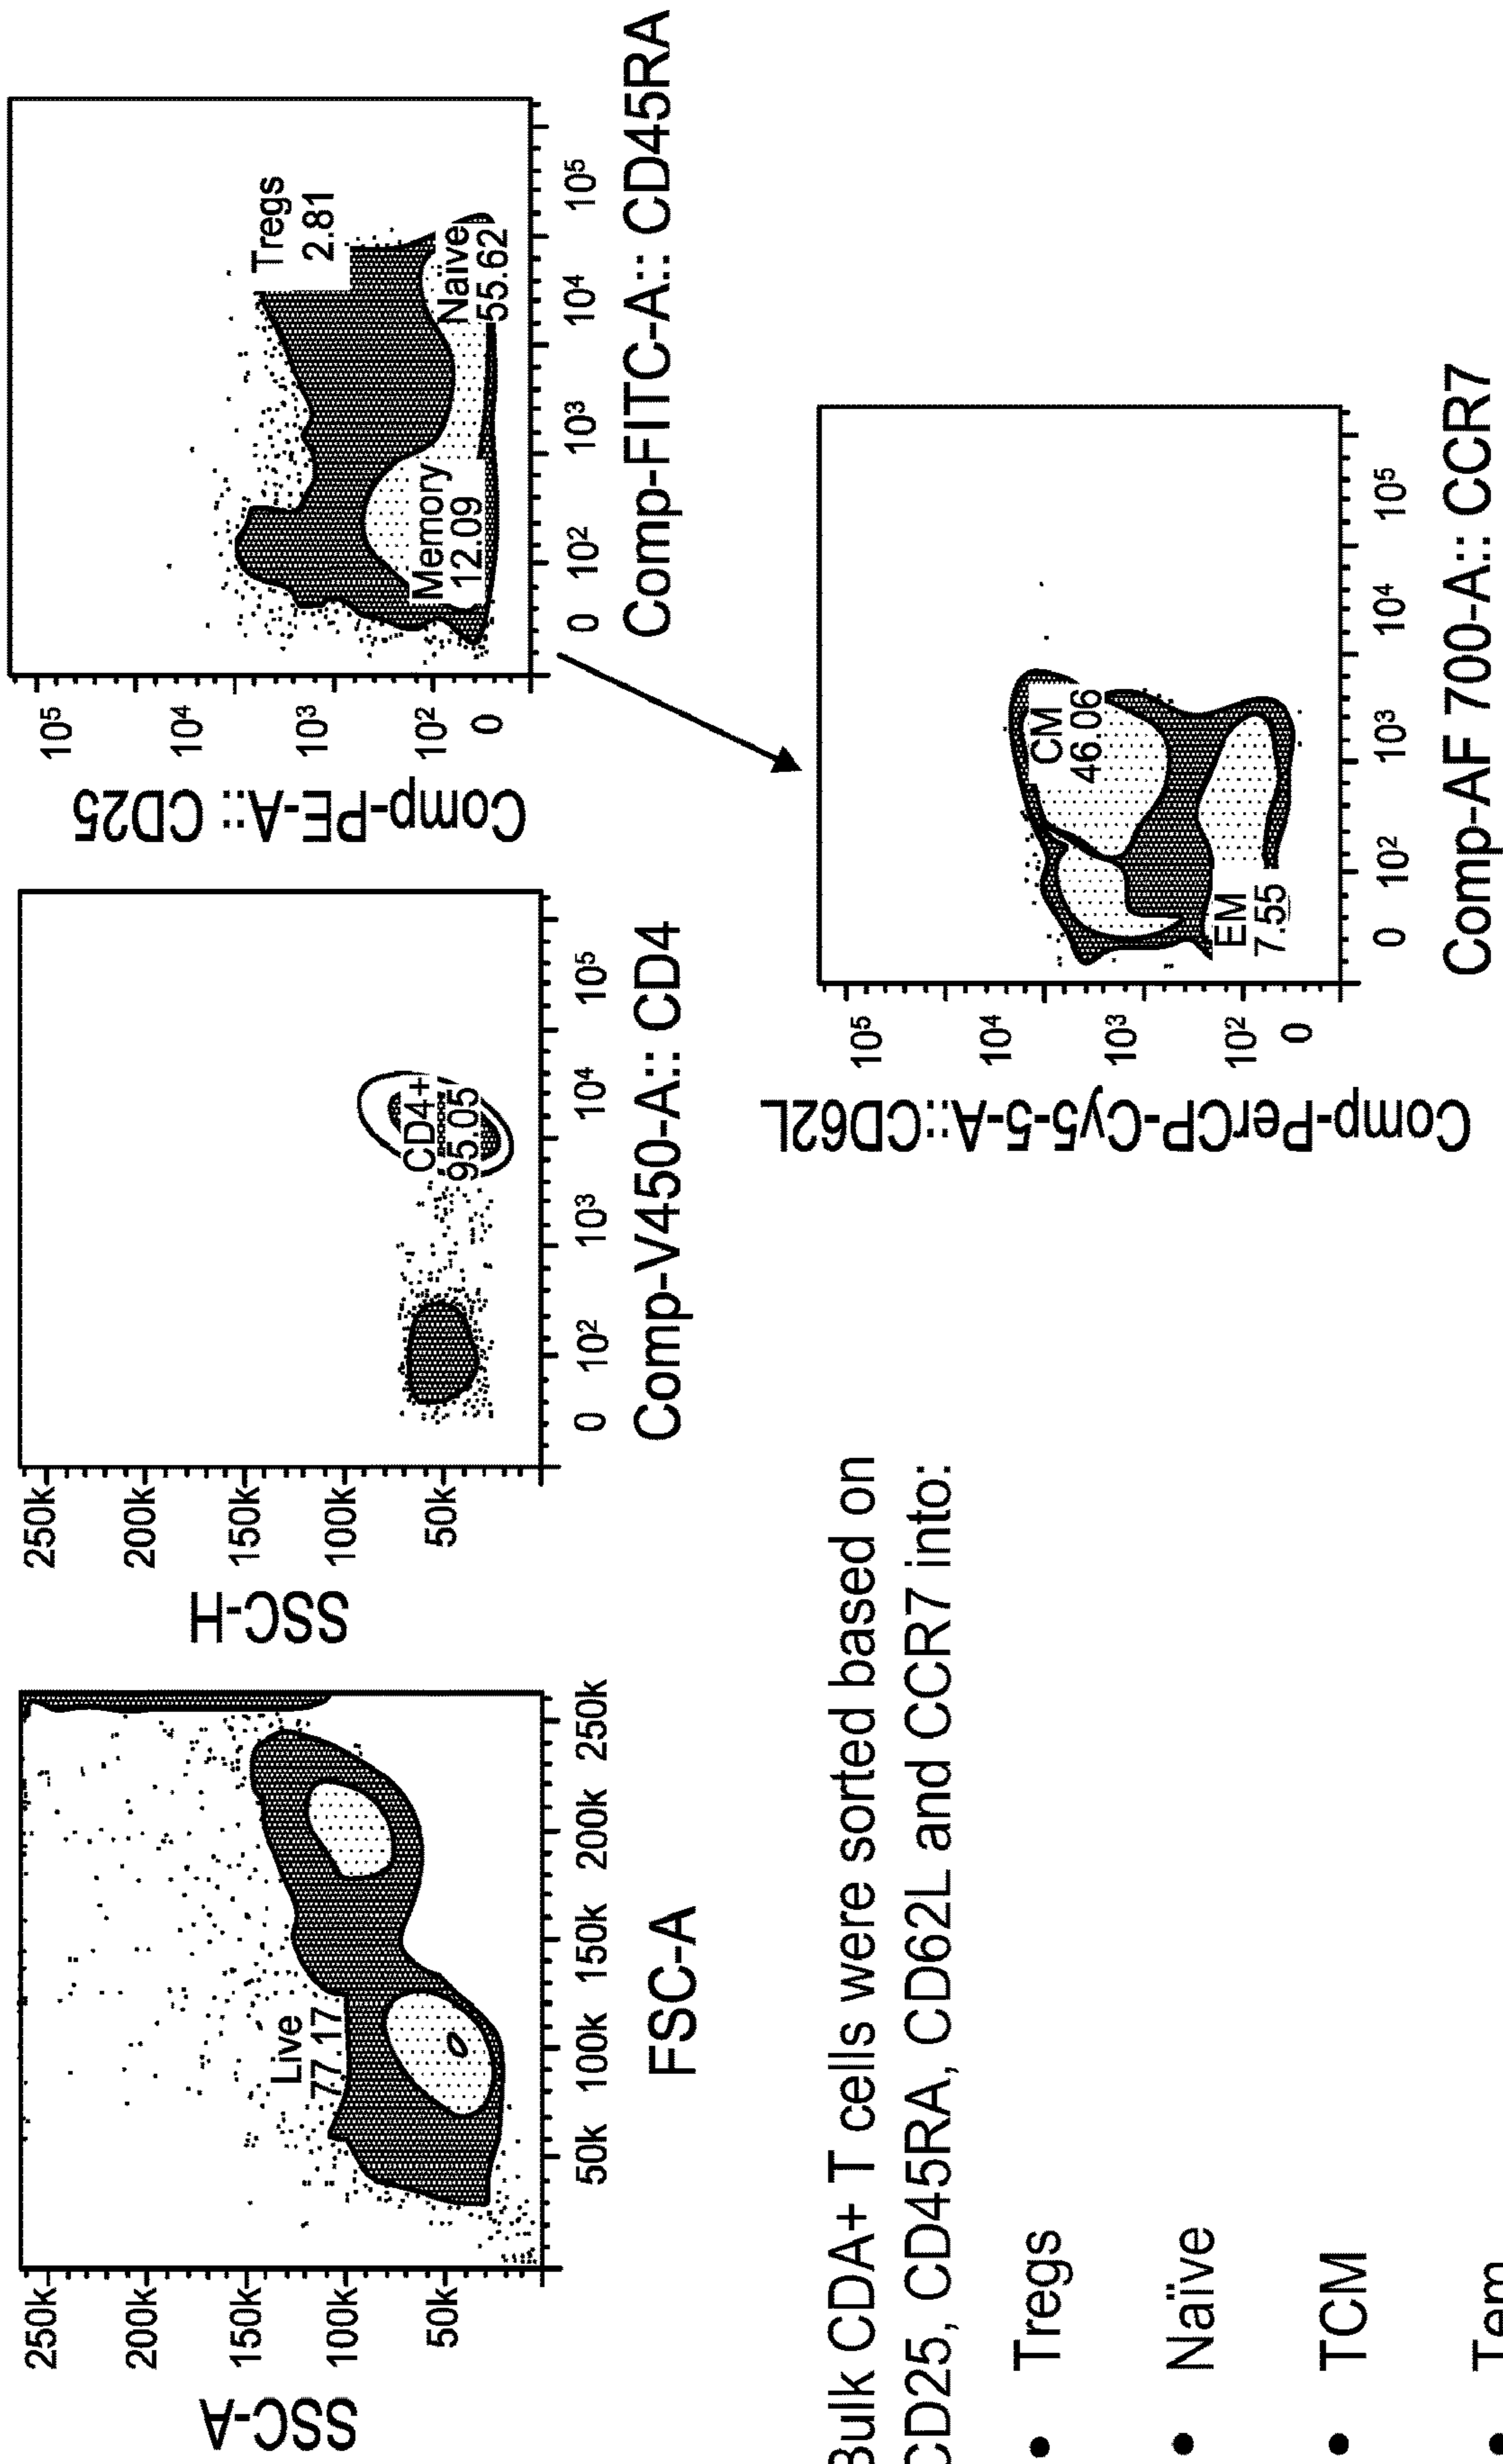 250k
200k
150k
100k
50k
SSC-A
Live
77.17
50k 100k 150k 200k 250k
FSC-A
250k
200k
150k
100k
50k
SSC-H
CD4+
95.05
0 10² 10³ 10⁴ 10⁵
Comp-V450-A:: CD4
10⁵
10⁴
10³
10²
0
Comp-PE-A:: CD25
Tregs
2.81
Memory
12.09
Naïve
55.62
0 10² 10³ 10⁴ 10⁵
Comp-FITC-A:: CD45RA
Bulk CDA+ T cells were sorted based on
CD25, CD45RA, CD62L and CCR7 into:
• Tregs
• Naïve
• TCM
• Tem
10⁵
10⁴
10³
10²
0
Comp-PerCP-Cy5-5-A::CD62L
CM
46.06
EM
7.55
0 10² 10³ 10⁴ 10⁵
Comp-AF 700-A:: CCR7